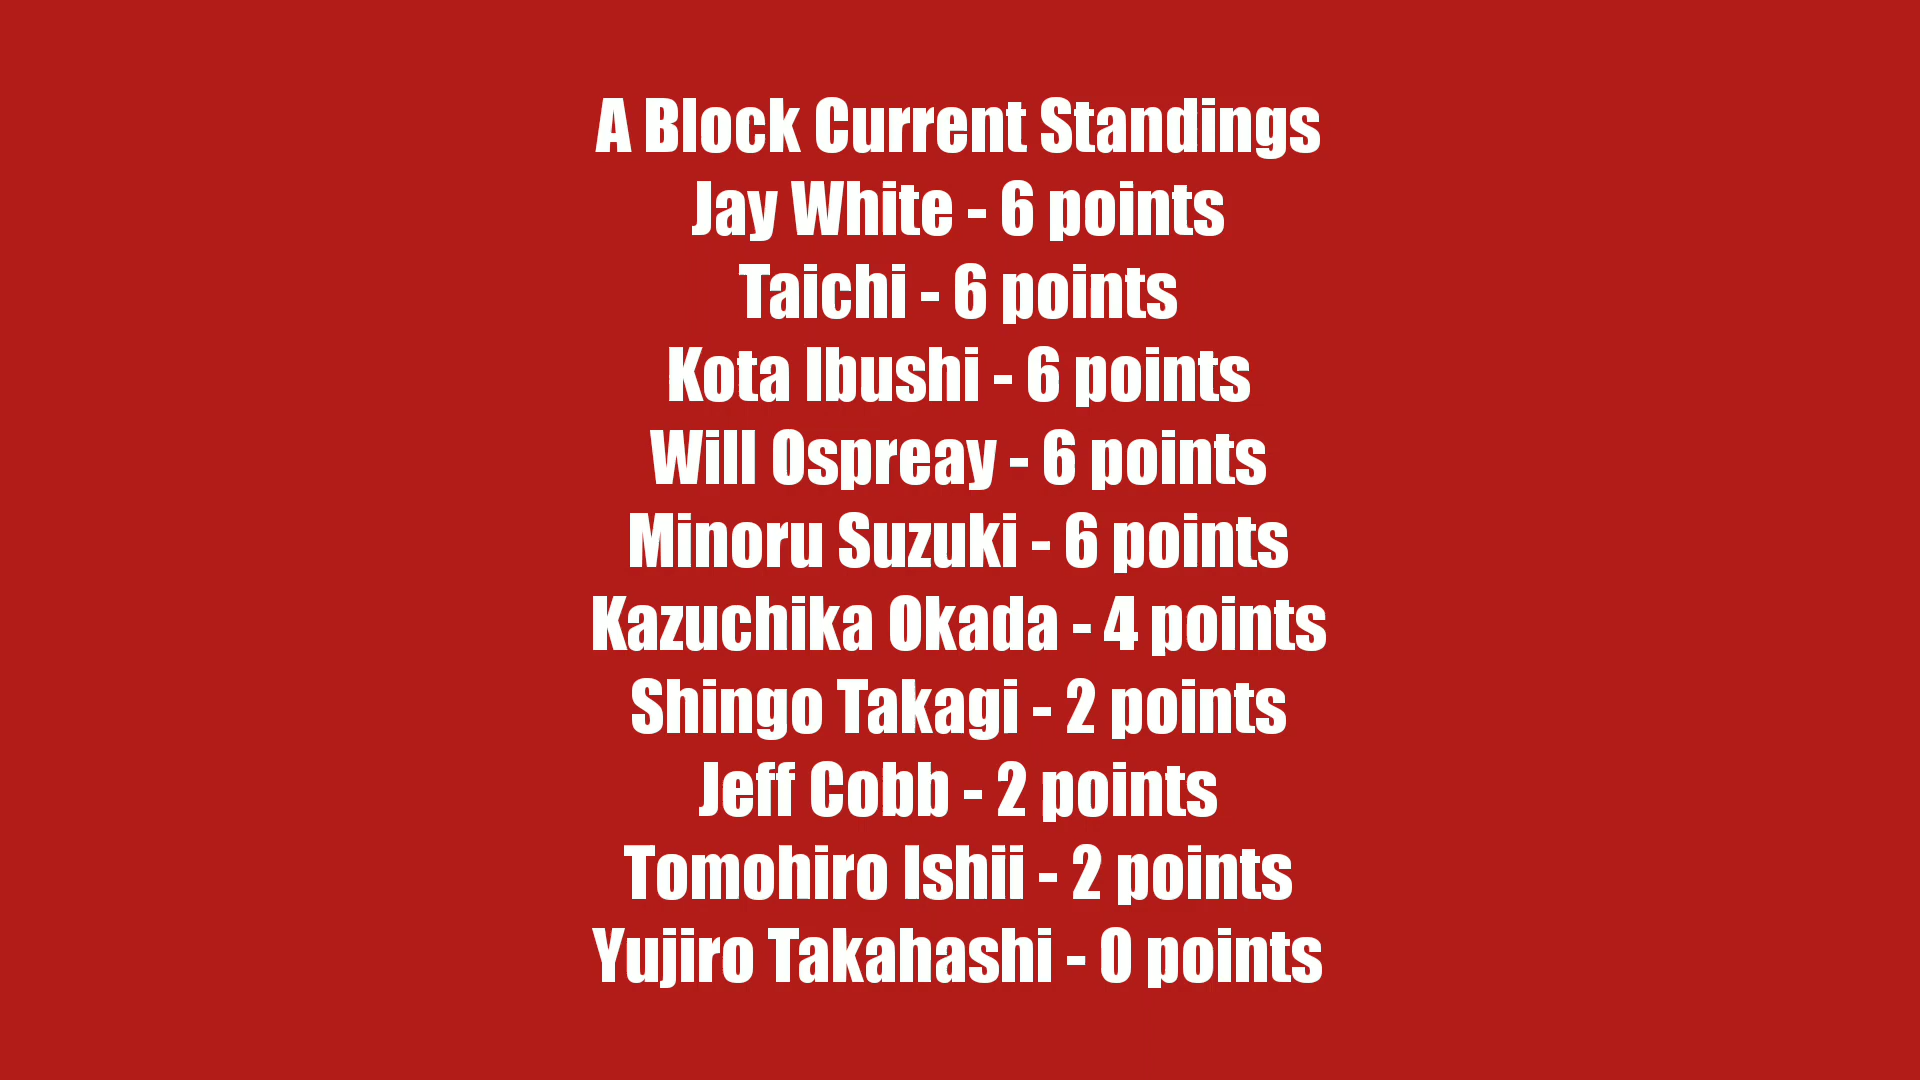 A Block Current Standings
Jay White - 6 points
Taichi - 6 points
Kota Ibushi - 6 points
Will Ospreay - 6 points
Minoru Suzuki - 6 points
Kazuchika Okada - 4 points
Shingo Takagi - 2 points
Jeff Cobb - 2 points
Tomohiro Ishii - 2 points
Yujiro Takahashi - 0 points